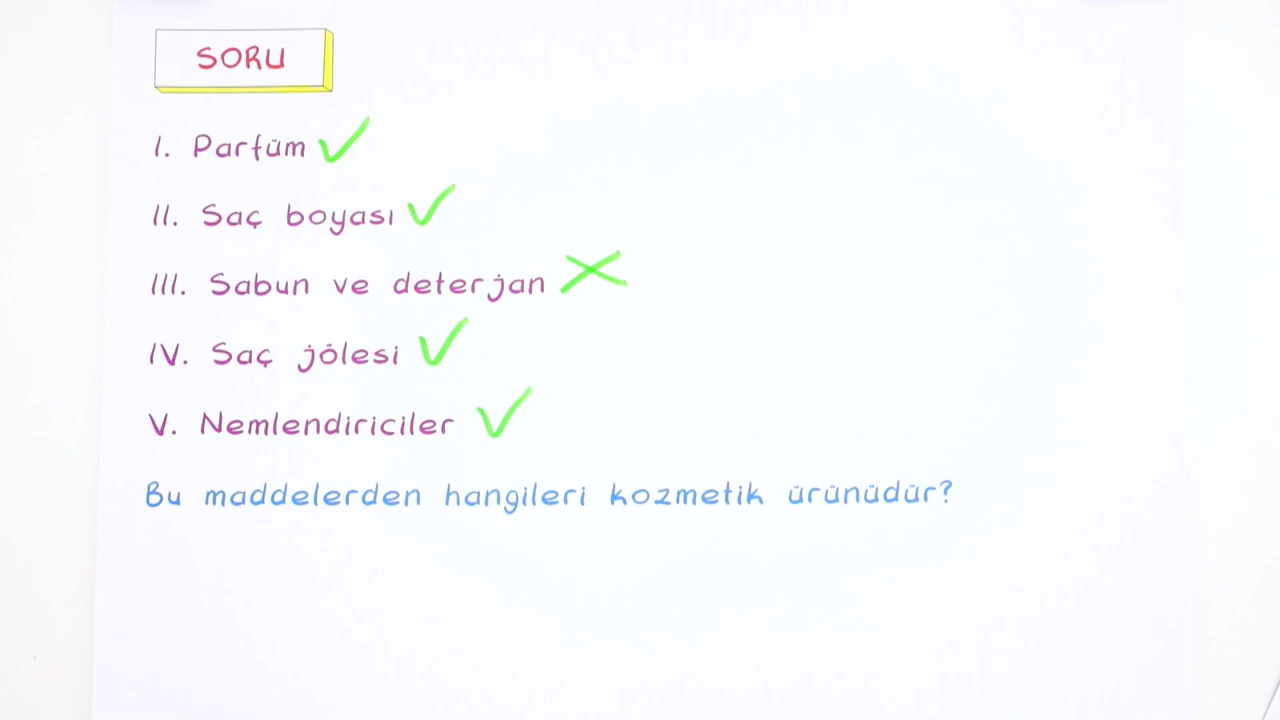 SORU
I. Parfüm
II. Saç boyası
III. Sabun ve deterjan
IV. Saç jölesi
V. Nemlendiriciler
Bu maddelerden hangileri kozmetik ürünüdür?